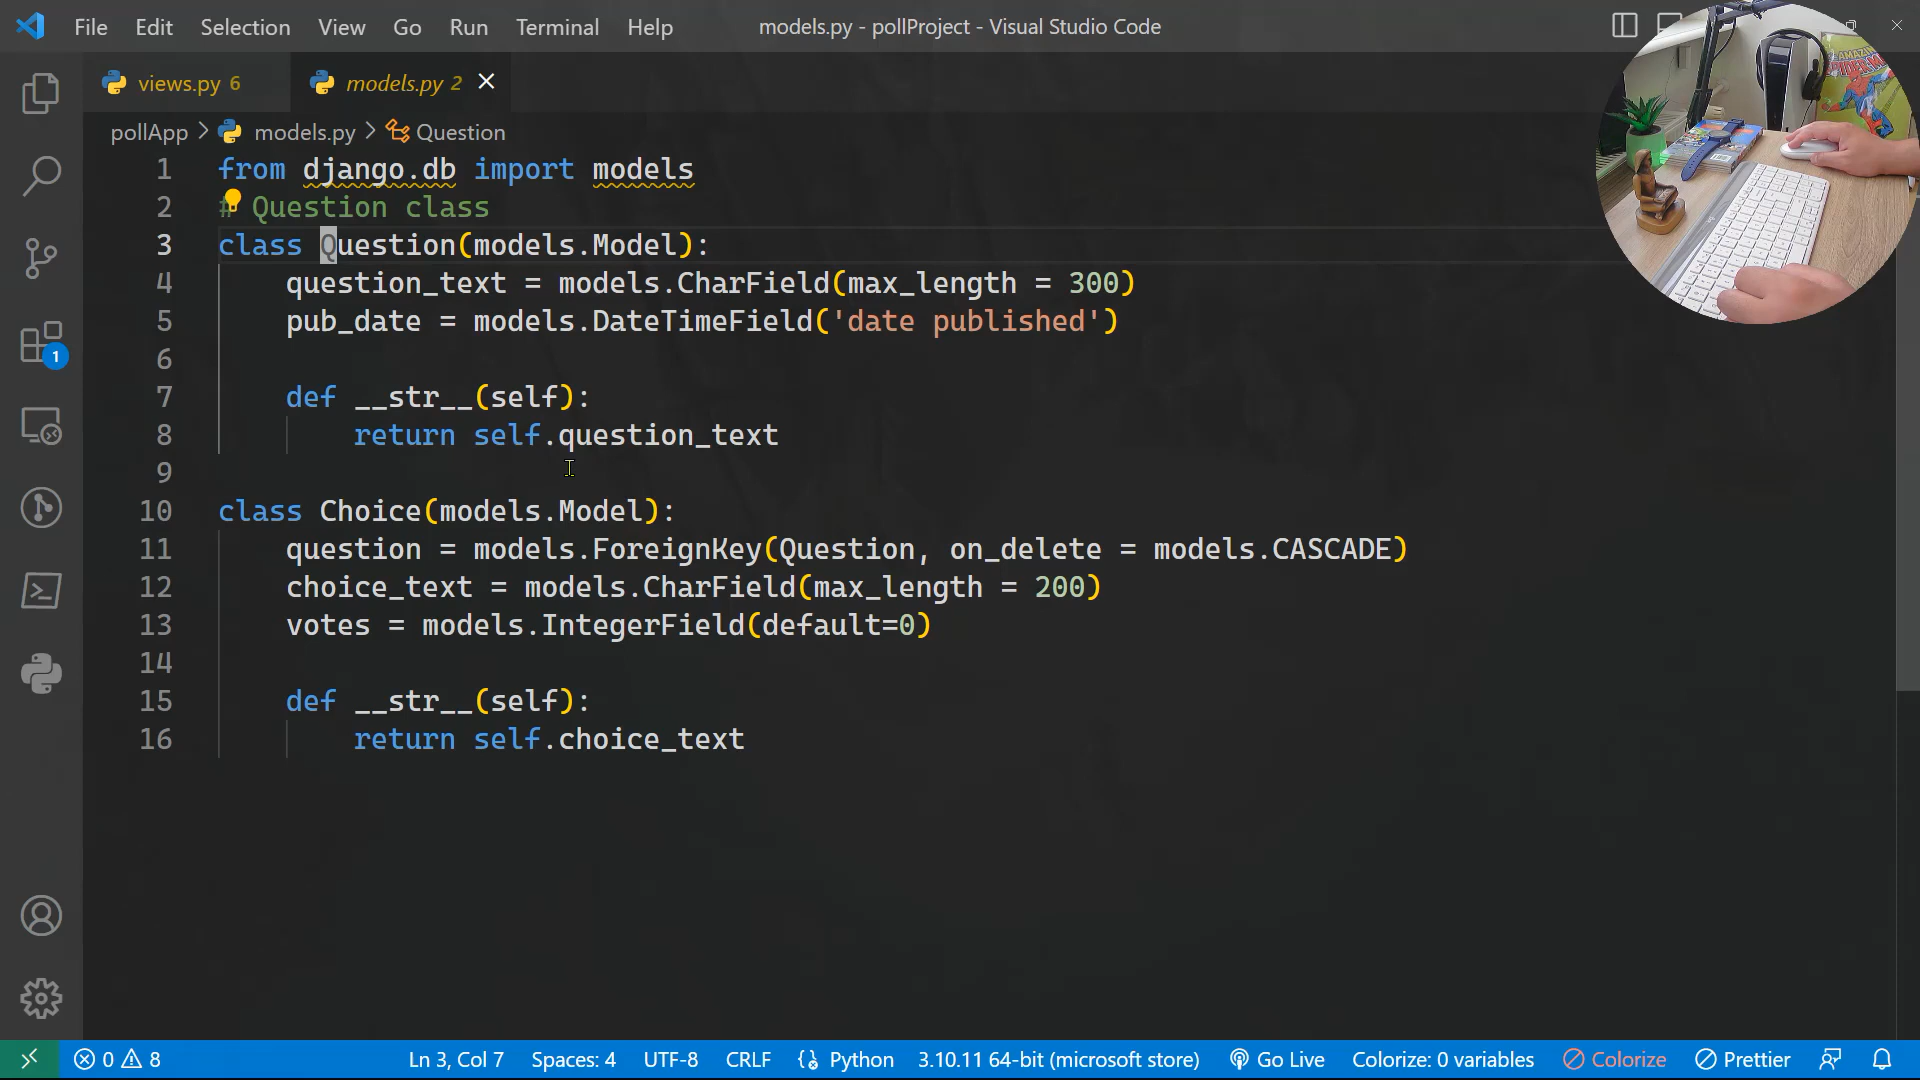 File Edit Selection View Go Run Terminal Help models.py - pollProject - Visual Studio Code
views.py 6 models.py 2
pollApp > models.py > Question
1 from django.db import models
2 # Question class
3 class Question(models.Model):
4 question_text = models.CharField(max_length = 300)
5 pub_date = models.DateTimeField('date published')
6
7 def __str__(self):
8 return self.question_text
9
10 class Choice(models.Model):
11 question = models.ForeignKey(Question, on_delete = models.CASCADE)
12 choice_text = models.CharField(max_length = 200)
13 votes = models.IntegerField(default=0)
14
15 def __str__(self):
16 return self.choice_text
1
AMAZING
SPIDER-MAN
0 8 Ln 3, Col 7 Spaces: 4 UTF-8 CRLF {} Python 3.10.11 64-bit (microsoft store) Go Live Colorize: 0 variables Colorize Prettier